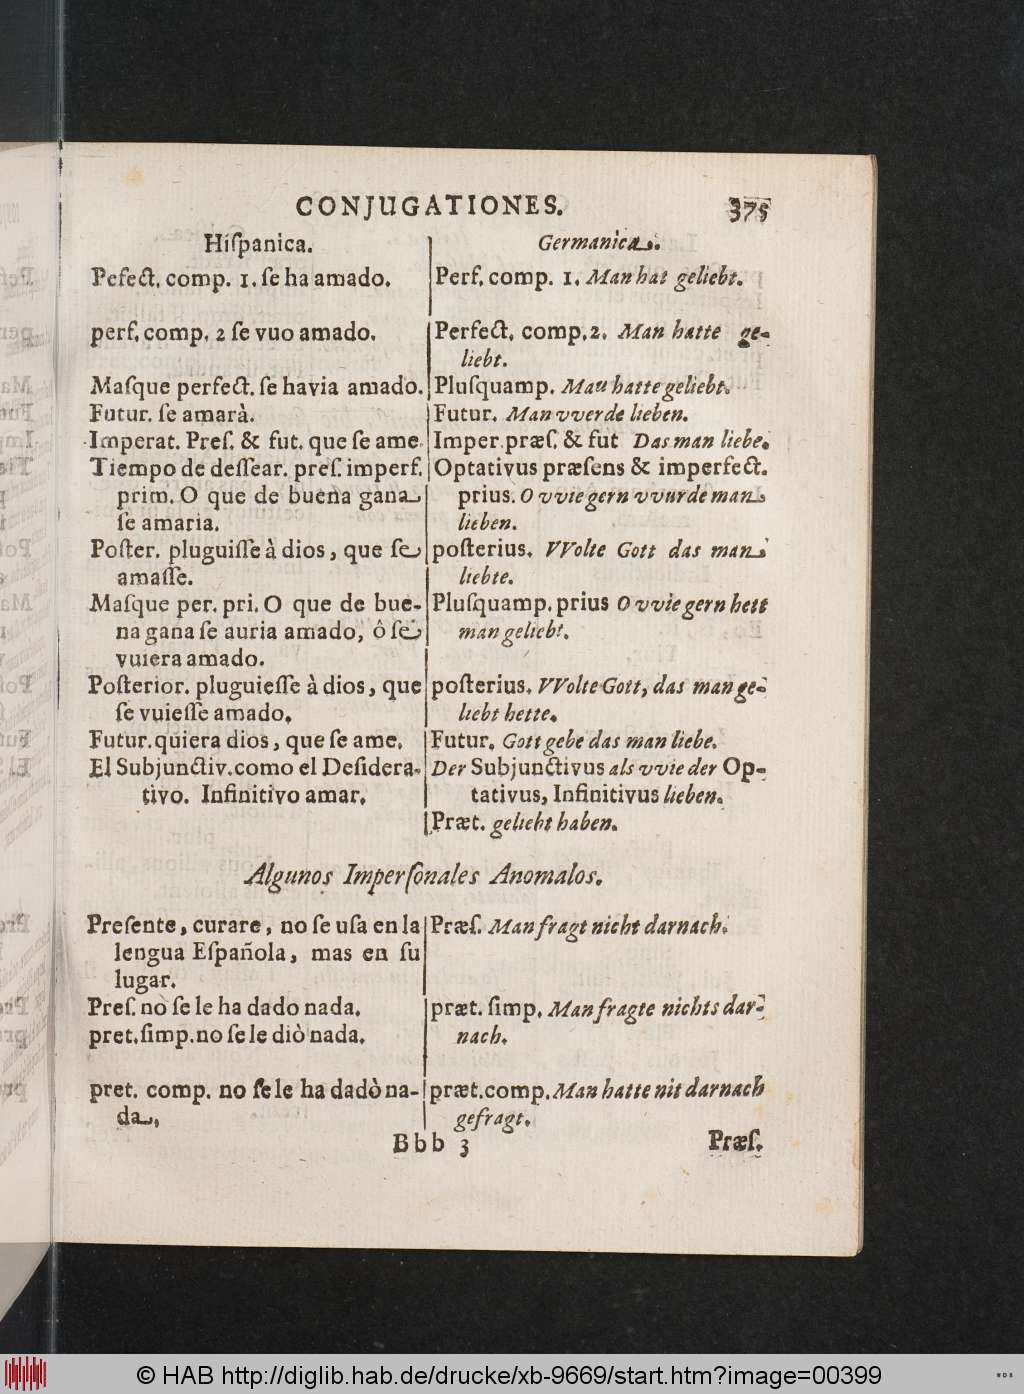 CONJUGATIONES. 375
Hiſpanica.
Pefect. comp. 1. ſe ha amado.
perf. comp. 2 ſe vuo amado.
Maſque perfect. ſe havia amado.
Futur. ſe amarà.
Imperat. Preſ. & fut. que ſe ame
Tiempo de deſſear. preſ. imperf.
prim. O que de buena gana
ſe amaria.
Poſter. pluguiſſe à dios, que ſe
amaſſe.
Maſque per. pri. O que de bue-
na gana ſe auria amado, ô ſe
vuiera amado.
Poſterior. pluguieſſe à dios, que
ſe vuieſſe amado.
Futur. quiera dios, que ſe ame.
El Subjunctiv. como el Deſidera-
tivo. Infinitivo amar.
Germanica.
Perf. comp. 1. Man hat geliebt.
Perfect. comp. 2. Man hatte ge-
liebt.
Pluſquamp. Man hatte geliebt.
Futur. Man vverde lieben.
Imper. præſ. & fut Das man liebe.
Optativus præſens & imperfect.
prius. O vvie gern vvurde man
lieben.
poſterius. VVolte Gott das man
liebte.
Pluſquamp. prius O vvie gern hett
man geliebt.
poſterius. VVolte Gott, das man ge-
liebt hette.
Futur. Gott gebe das man liebe.
Der Subjunctivus als vvie der Op-
tativus, Infinitivus lieben.
Præt. geliebt haben.
Algunos Imperſonales Anomalos.
Preſente, curare, no ſe uſa en la
lengua Eſpañola, mas en ſu
lugar.
Preſ. no ſe le ha dado nada.
pret. ſimp. no ſe le diò nada.
pret. comp. no ſe le ha dadò na-
da.
Præſ. Man fragt nicht darnach.
præt. ſimp. Man fragte nichts dar-
nach.
præt. comp. Man hatte nit darnach
gefragt.
Bbb 3 Præſ.
© HAB http://diglib.hab.de/drucke/xb-9669/start.htm?image=00399